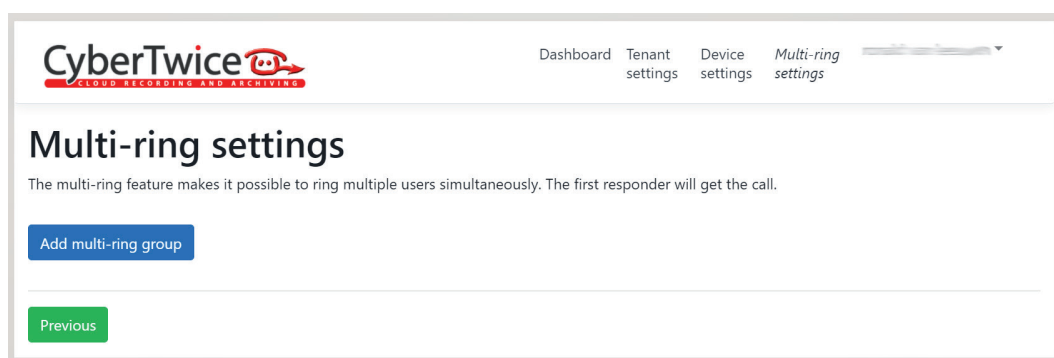 CyberTwice
CLOUD RECORDING AND ARCHIVING
Dashboard
Tenant
settings
Device
settings
Multi-ring
settings
Multi-ring settings
The multi-ring feature makes it possible to ring multiple users simultaneously. The first responder will get the call.
Add multi-ring group
Previous